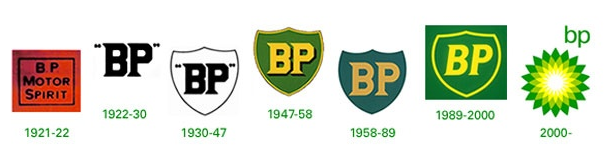 B P
MOTOR
SPIRIT
1921-22
"BP"
1922-30
"BP"
1930-47
BP
1947-58
BP
1958-89
BP
1989-2000
bp
2000-